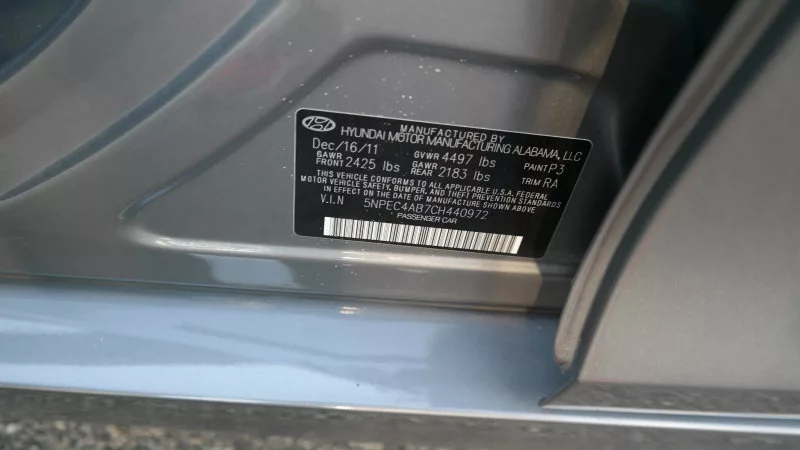 MANUFACTURED BY
HYUNDAI MOTOR MANUFACTURING ALABAMA, LLC
Dec/16/11 GVWR 4497 lbs PAINT P3
GAWR FRONT 2425 lbs GAWR REAR 2183 lbs TRIM RA
THIS VEHICLE CONFORMS TO ALL APPLICABLE U.S.A. FEDERAL
MOTOR VEHICLE SAFETY, BUMPER, AND THEFT PREVENTION STANDARDS
IN EFFECT ON THE DATE OF MANUFACTURE SHOWN ABOVE.
V.I.N 5NPEC4AB7CH440972
PASSENGER CAR